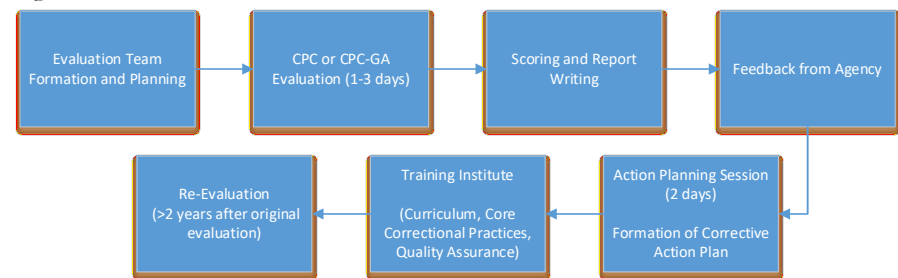 Evaluation Team
Formation and Planning
CPC or CPC-GA
Evaluation (1-3 days)
Scoring and Report
Writing
Feedback from Agency
Action Planning Session
(2 days)
Formation of Corrective
Action Plan
Training Institute
(Curriculum, Core
Correctional Practices,
Quality Assurance)
Re-Evaluation
(>2 years after original
evaluation)